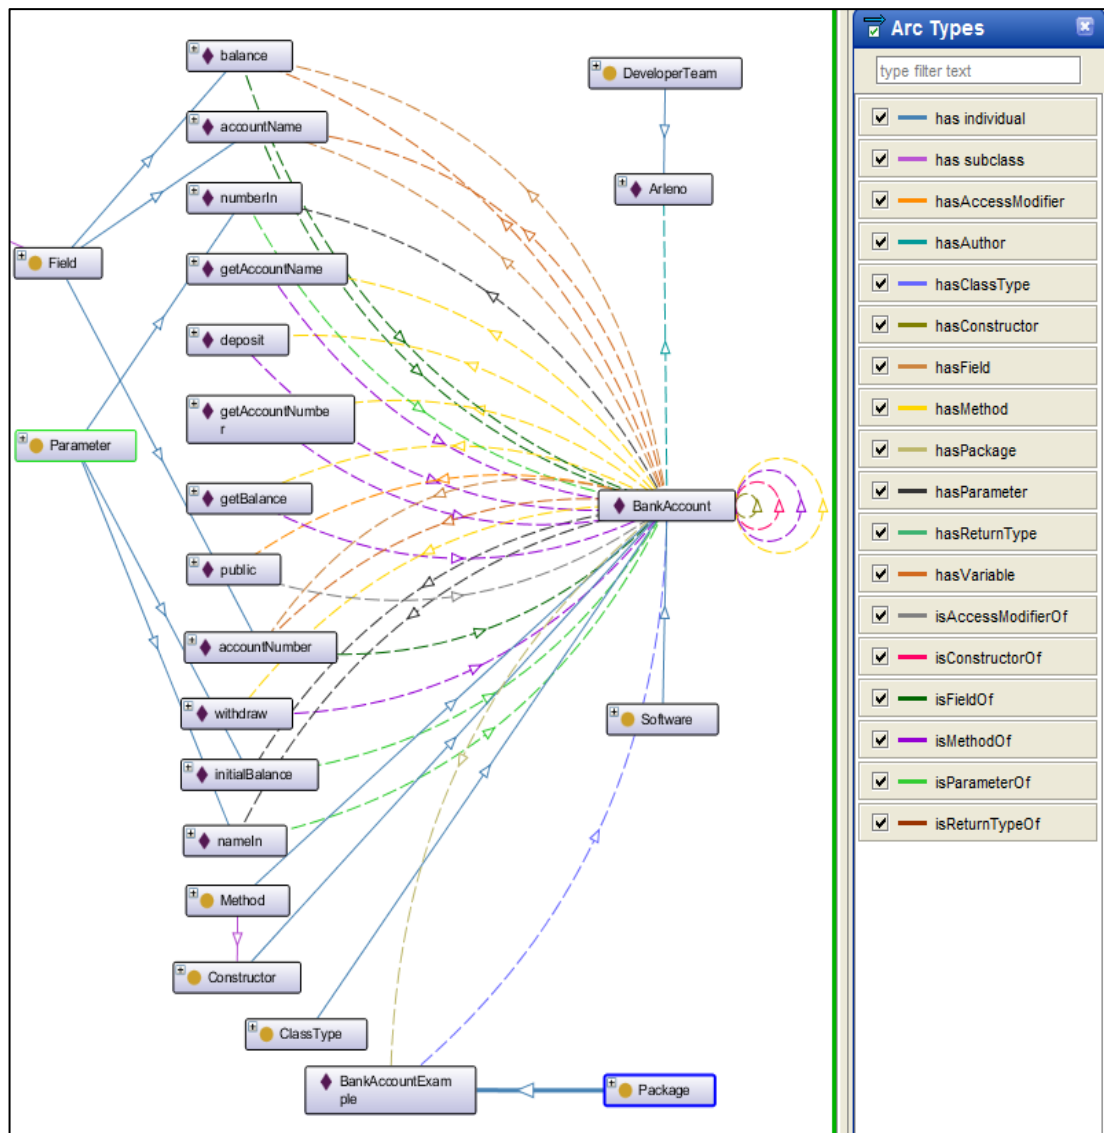 balance
DeveloperTeam
accountName
Arleno
numberIn
Field
getAccountName
deposit
getAccountNumbe
r
Parameter
getBalance
BankAccount
public
accountNumber
withdraw
Software
initialBalance
nameIn
Method
Constructor
ClassType
BankAccountExam
ple
Package
Arc Types
type filter text
has individual
has subclass
hasAccessModifier
hasAuthor
hasClassType
hasConstructor
hasField
hasMethod
hasPackage
hasParameter
hasReturnType
hasVariable
isAccessModifierOf
isConstructorOf
isFieldOf
isMethodOf
isParameterOf
isReturnTypeOf